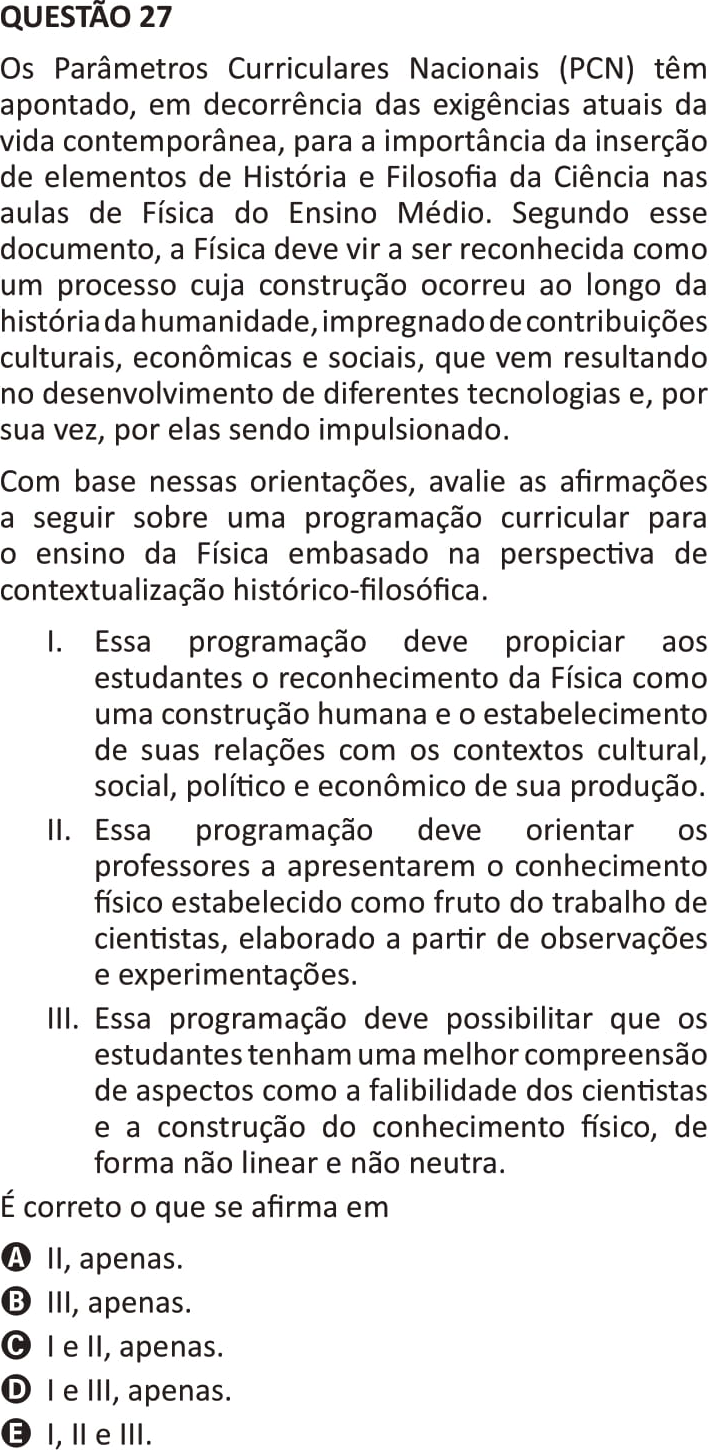 QUESTÃO 27
Os Parâmetros Curriculares Nacionais (PCN) têm
apontado, em decorrência das exigências atuais da
vida contemporânea, para a importância da inserção
de elementos de História e Filosofia da Ciência nas
aulas de Física do Ensino Médio. Segundo esse
documento, a Física deve vir a ser reconhecida como
um processo cuja construção ocorreu ao longo da
história da humanidade, impregnado de contribuições
culturais, econômicas e sociais, que vem resultando
no desenvolvimento de diferentes tecnologias e, por
sua vez, por elas sendo impulsionado.
Com base nessas orientações, avalie as afirmações
a seguir sobre uma programação curricular para
o ensino da Física embasado na perspectiva de
contextualização histórico-filosófica.
I. Essa programação deve propiciar aos
estudantes o reconhecimento da Física como
uma construção humana e o estabelecimento
de suas relações com os contextos cultural,
social, político e econômico de sua produção.
II. Essa programação deve orientar os
professores a apresentarem o conhecimento
físico estabelecido como fruto do trabalho de
cientistas, elaborado a partir de observações
e experimentações.
III. Essa programação deve possibilitar que os
estudantes tenham uma melhor compreensão
de aspectos como a falibilidade dos cientistas
e a construção do conhecimento físico, de
forma não linear e não neutra.
É correto o que se afirma em
A II, apenas.
B III, apenas.
C I e II, apenas.
D I e III, apenas.
E I, II e III.